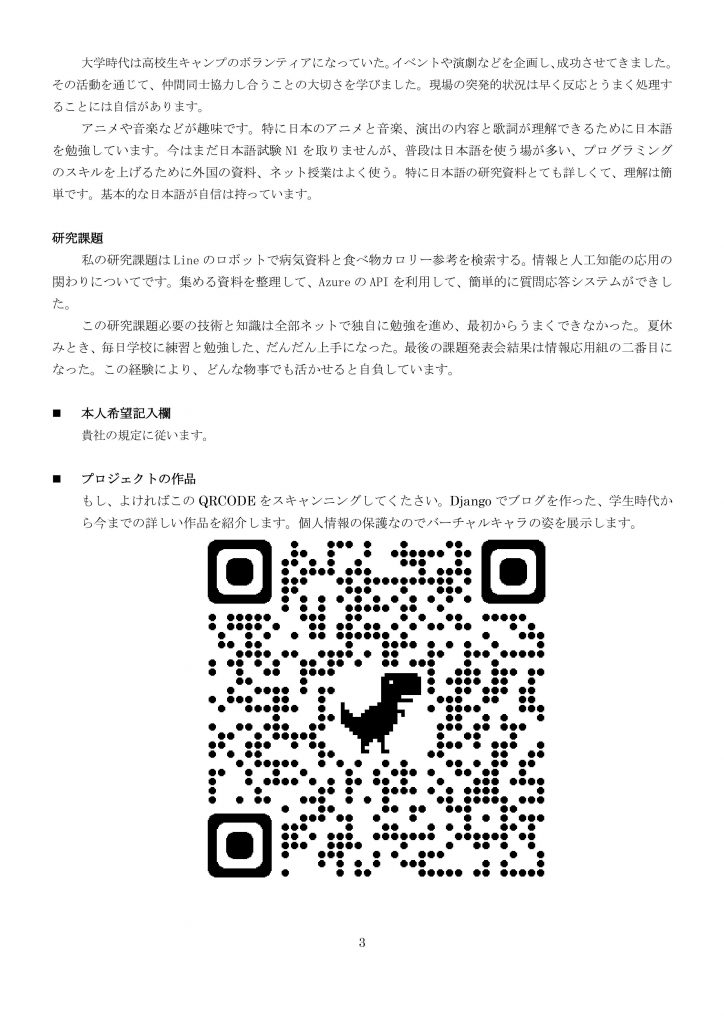 大学時代は高校生キャンプのボランティアになっていた。イベントや演劇などを企画し、成功させてきました。
その活動を通じて、仲間同士協力し合うことの大切さを学びました。現場の突発的状況は早く反応とうまく処理す
ることには自信があります。
アニメや音楽などが趣味です。特に日本のアニメと音楽、演出の内容と歌詞が理解できるために日本語
を勉強しています。今はまだ日本語試験 N1 を取りませんが、普段は日本語を使う場が多い、プログラミング
のスキルを上げるために外国の資料、ネット授業はよく使う。特に日本語の研究資料とても詳しくて、理解は簡
単です。基本的な日本語が自信は持っています。
研究課題
私の研究課題は Line のロボットで病気資料と食べ物カロリー参考を検索する。情報と人工知能の応用の
関わりについてです。集める資料を整理して、Azure の API を利用して、簡単的に質問応答システムができし
た。
この研究課題必要の技術と知識は全部ネットで独自に勉強を進め、最初からうまくできなかった。夏休
みとき、毎日学校に練習と勉強した、だんだん上手になった。最後の課題発表会結果は情報応用組の二番目に
なった。この経験により、どんな物事でも活かせると自負しています。
■ 本人希望記入欄
貴社の規定に従います。
■ プロジェクトの作品
もし、よければこの QRCODE をスキャンニングしてくたさい。Django でブログを作った、学生時代か
ら今までの詳しい作品を紹介します。個人情報の保護なのでバーチャルキャラの姿を展示します。
3